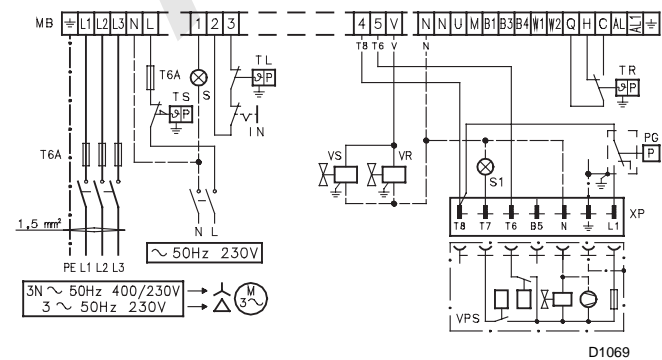 MB ⏚ L1 L2 L3 N L 1 2 3 4 5 V N N U M B1 B3 B4 W1 W2 Q H C AL AL1 ⏚
T8 T6 V N
T6A
S
TL
ϑ P
TS
ϑ P
IN
TR
ϑ P
T6A
VS
VR
S1
PG
P
XP
1,5 mm²
N L
T8 T7 T6 B5 N ⏚ L1
PE L1 L2 L3
~ 50Hz 230V
3N ~ 50Hz 400/230V
3 ~ 50Hz 230V
M
3~
VPS
D1069